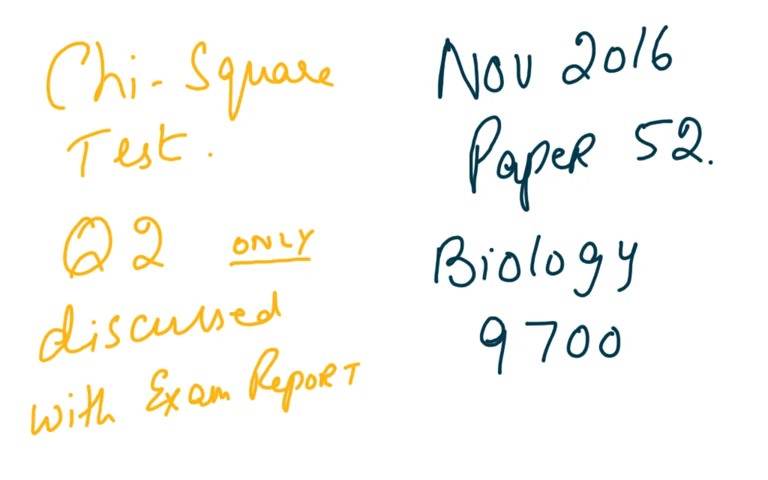 Chi-Square
Test.
Q2 ONLY
discussed
with Exam REPORT
Nov 2016
Paper 52.
Biology
9700